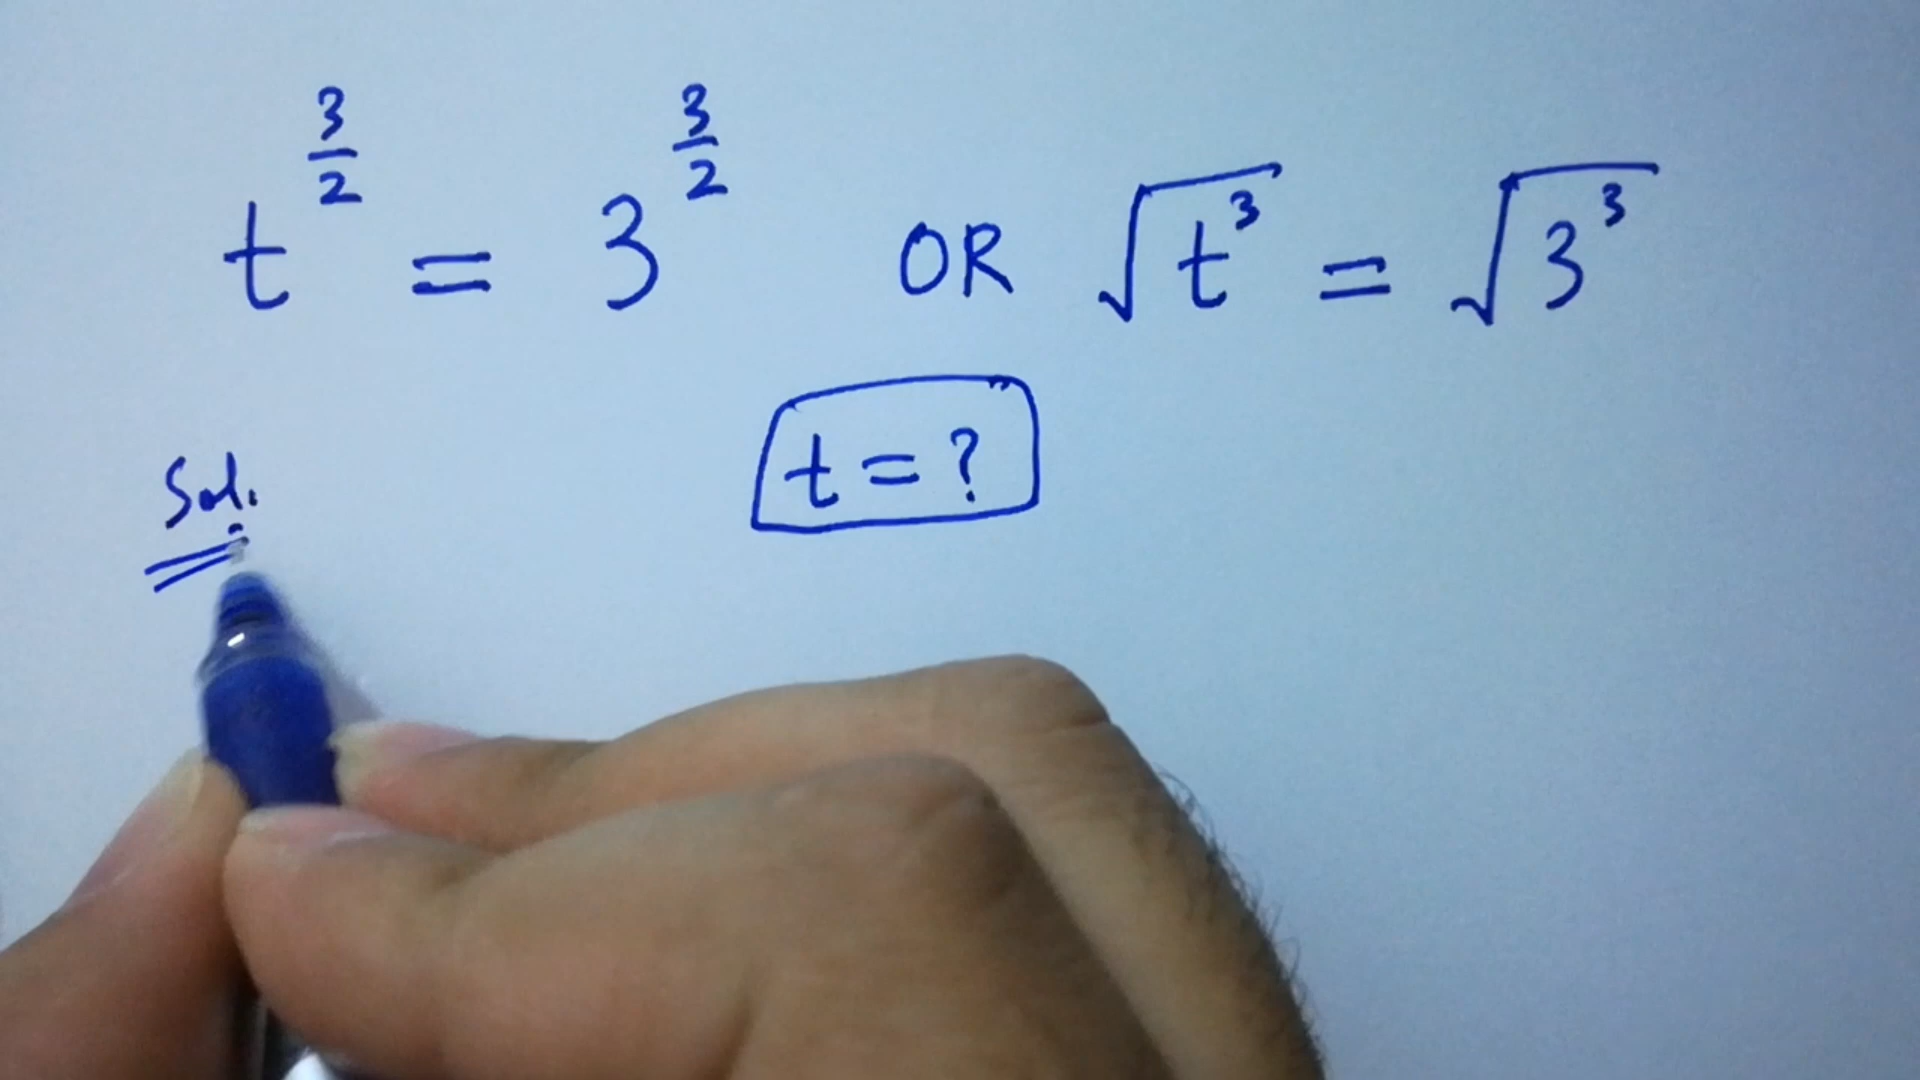 t^(3/2) = 3^(3/2) OR √t³ = √3³
t = ?
Sol.